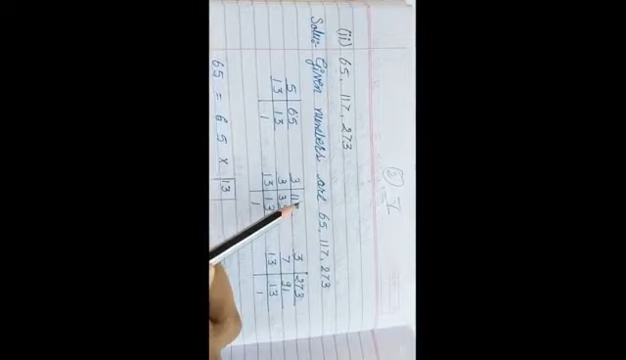 (ii) 65, 117, 273
Soln:- Given numbers are 65, 117, 273
5 | 65    3 | 117    3 | 273
13 | 13    3 | 39    7 | 91
1    13 | 13    13 | 13
1    1
65 = 6 5 x 13